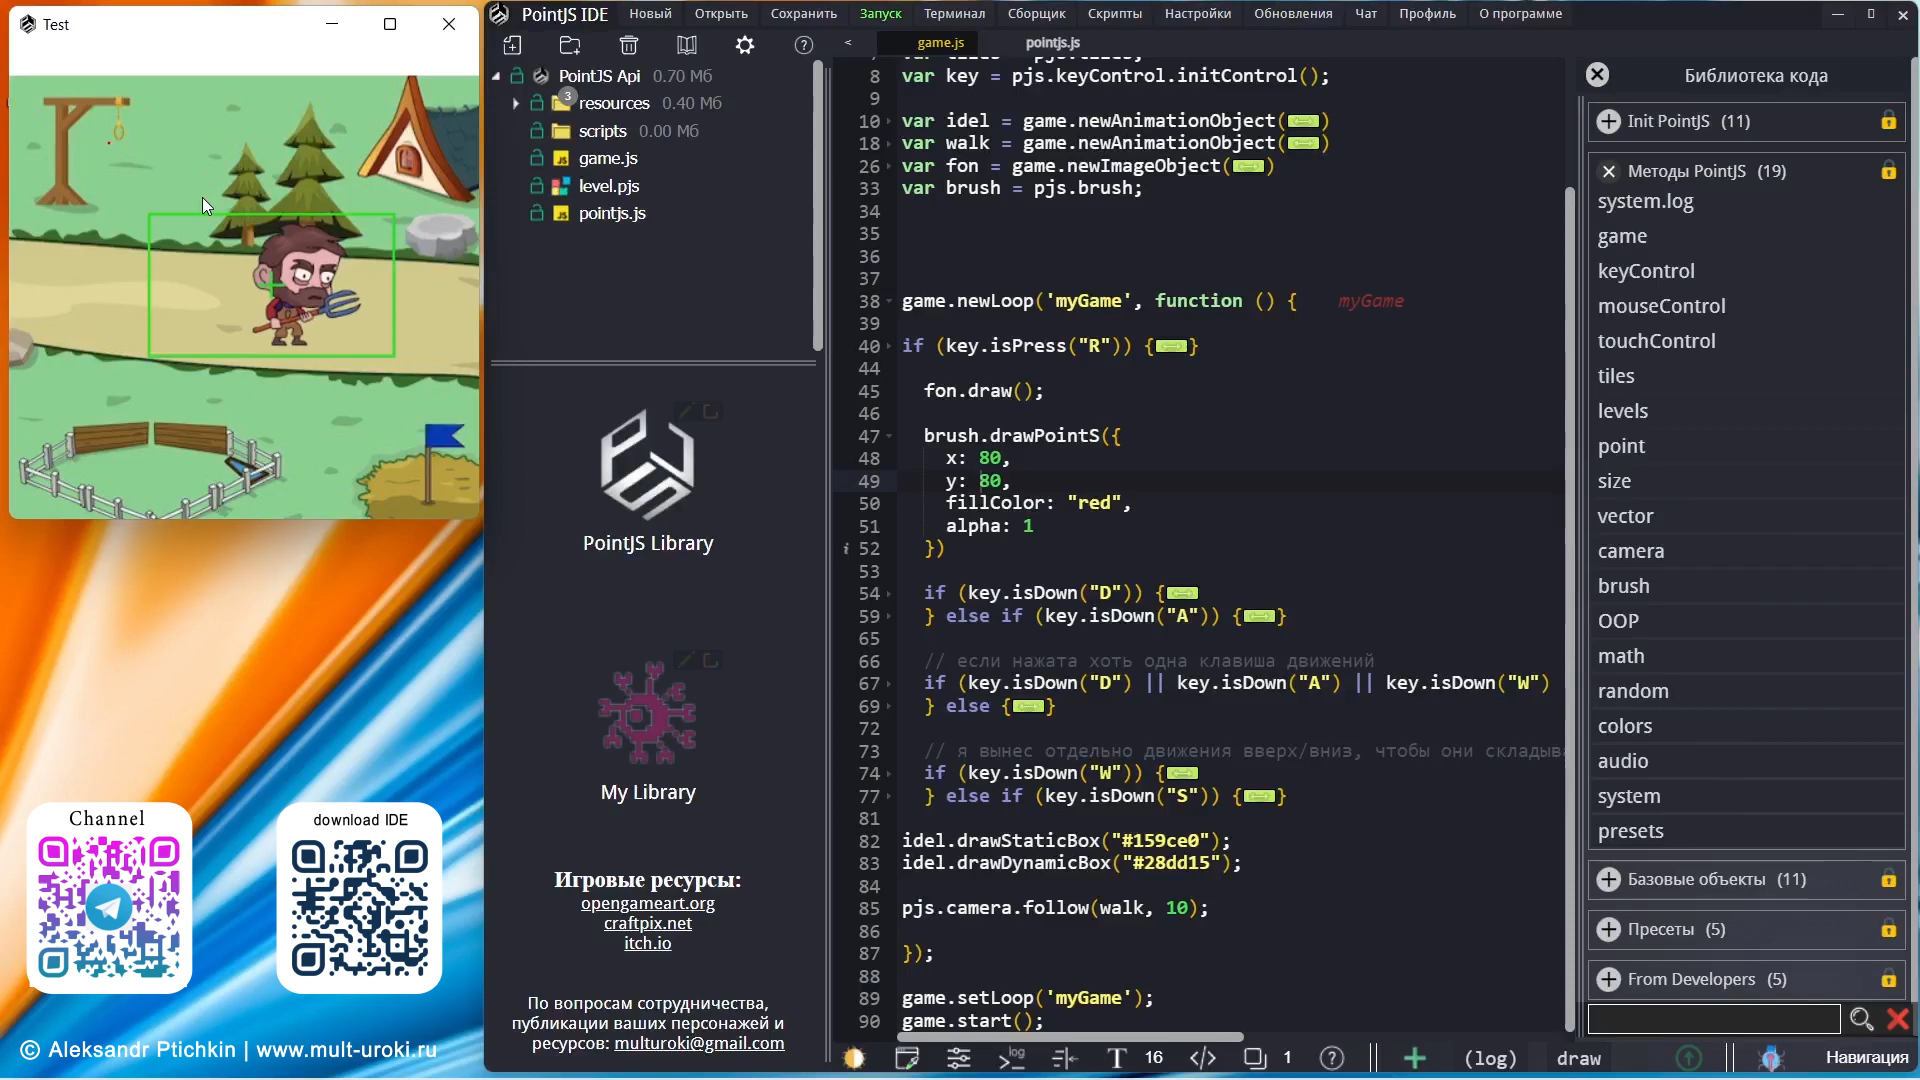 Test
PointJS IDE
Новый
Открыть
Сохранить
Запуск
Терминал
Сборщик
Скрипты
Настройки
Обновления
Чат
Профиль
О программе
<
game.js
pointjs.js
PointJS Api 0.70 Мб
3
resources 0.40 Мб
scripts 0.00 Мб
game.js
level.pjs
pointjs.js
PointJS Library
My Library
Игровые ресурсы:
opengameart.org
craftpix.net
itch.io
По вопросам сотрудничества,
публикации ваших персонажей и
ресурсов: multuroki@gmail.com
8 var key = pjs.keyControl.initControl();
9
10 var idel = game.newAnimationObject()
18 var walk = game.newAnimationObject()
26 var fon = game.newImageObject()
33 var brush = pjs.brush;
34
35
36
37
38 game.newLoop('myGame', function () { myGame
39
40 if (key.isPress("R")) {}
44
45 fon.draw();
46
47 brush.drawPointS({
48 x: 80,
49 y: 80,
50 fillColor: "red",
51 alpha: 1
52 })
53
54 if (key.isDown("D")) {
59 } else if (key.isDown("A")) {}
65
66 // если нажата хоть одна клавиша движений
67 if (key.isDown("D") || key.isDown("A") || key.isDown("W")
69 } else {}
72
73 // я вынес отдельно движения вверх/вниз, чтобы они складыва
74 if (key.isDown("W")) {
77 } else if (key.isDown("S")) {}
81
82 idel.drawStaticBox("#159ce0");
83 idel.drawDynamicBox("#28dd15");
84
85 pjs.camera.follow(walk, 10);
86
87 });
88
89 game.setLoop('myGame');
90 game.start();
log
T 16
</> 1
(log) draw
Навигация
Библиотека кода
Init PointJS (11)
Методы PointJS (19)
system.log
game
keyControl
mouseControl
touchControl
tiles
levels
point
size
vector
camera
brush
OOP
math
random
colors
audio
system
presets
Базовые объекты (11)
Пресеты (5)
From Developers (5)
Channel
download IDE
© Aleksandr Ptichkin | www.mult-uroki.ru